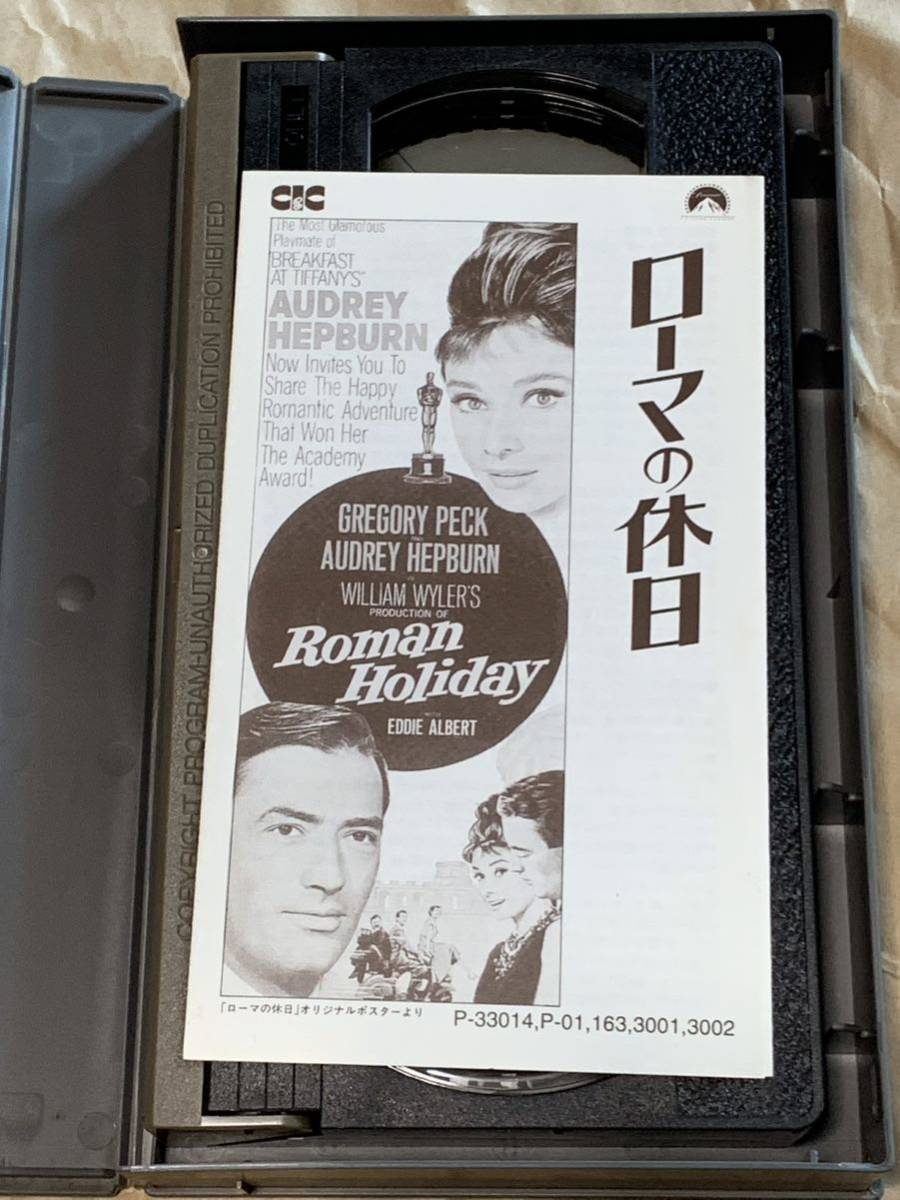 CIC
The Most Glamorous
Playmate of
"BREAKFAST
AT TIFFANY'S"
AUDREY
HEPBURN
Now Invites You To
Share The Happy
Romantic Adventure
That Won Her
The Academy
Award!
GREGORY PECK
AND
AUDREY HEPBURN
IN
WILLIAM WYLER'S
PRODUCTION OF
Roman
Holiday
WITH
EDDIE ALBERT
ローマの休日
「ローマの休日」オリジナルポスターより
P-33014,P-01,163,3001,3002
COPYRIGHT PROGRAM-UNAUTHORIZED DUPLICATION PROHIBITED